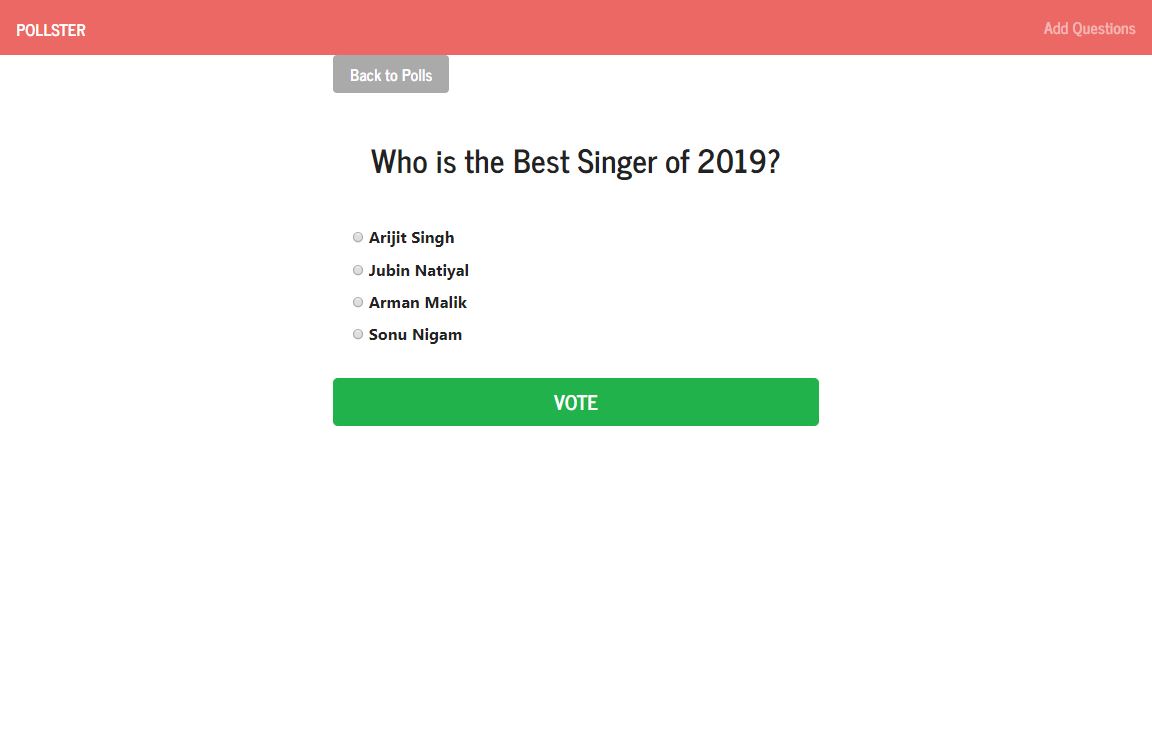 POLLSTER
Add Questions
Back to Polls
Who is the Best Singer of 2019?
Arijit Singh
Jubin Natiyal
Arman Malik
Sonu Nigam
VOTE